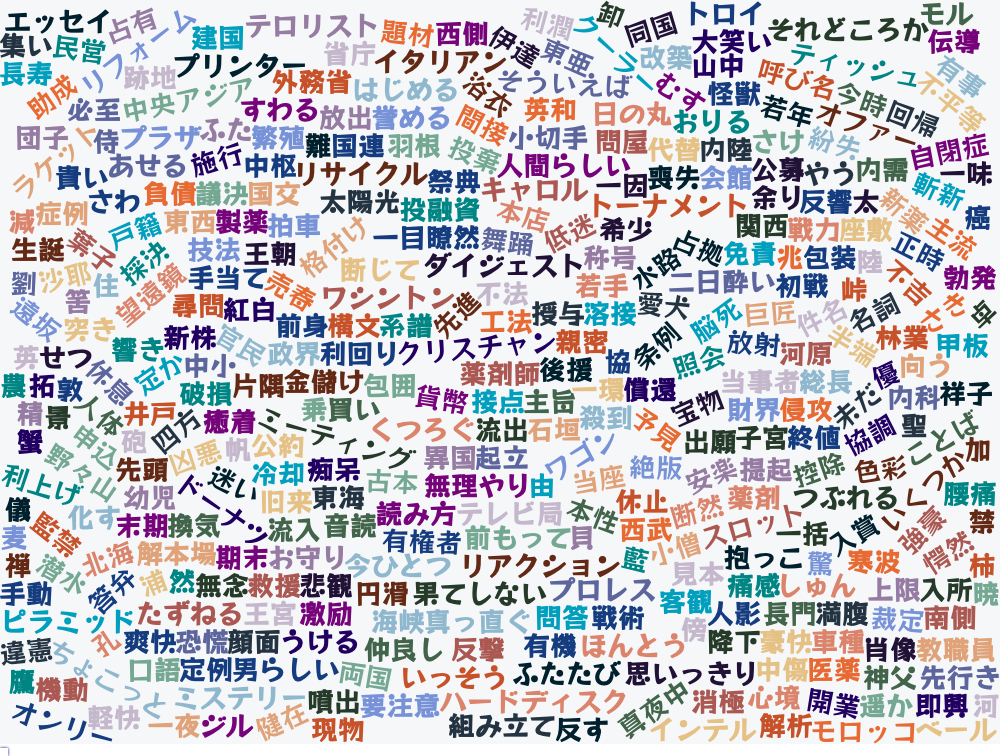 エッセイ
占有
リフォーム
建国
テロリスト
題材
西側
伊達
利潤
卸
クーラー
同国
トロイ
それどころか
モル
伝導
集い
民営
跡地
プリンター
省庁
イタリアン
東亜
改築
大笑い
山中
ティッシュ
有事
長寿
助成
必至
中央アジア
外務省
はじめる
浴衣
そういえば
むす
怪獣
呼び名
今時
回帰
不平等
すわる
放出
誉める
間接
英和
日の丸
おりる
若年
オファー
団子
侍
プラザ
ふた
繁殖
難
国連
羽根
投棄
小切手
問屋
代替
内陸
さけ
紛失
自閉症
ラケット
貴い
あせる
施行
中枢
リサイクル
祭典
人間らしい
キャロル
一因
喪失
会館
公募
やう
内需
斬新
一味
さわ
負債
議決
国交
太陽光
投融資
本店
トーナメント
余り
反響
太
新薬
主流
癌
減
症例
葉子
戸籍
東西
製薬
拍車
格付け
一目瞭然
舞踊
低迷
希少
関西
戦力
座敷
正時
生誕
採決
技法
王朝
断じて
ダイジェスト
称号
水路
占拠
免責
兆
包装
陸
不吉
勃発
劉
沙耶
筈
住
望遠鏡
手当て
売春
ワシントン
不法
若手
愛犬
二日酔い
初戦
峠
さき
卓
遠坂
突き
尋問
紅白
前身
横文
系譜
先進
工法
授与
溶接
脳死
巨匠
件名
名詞
新株
官民
政界
利回り
クリスチャン
親密
協
条例
照会
放射
河原
半端
林業
甲板
英
せつ
響き
休息
定か
中小
薬剤師
後援
当事者
総長
優
向う
農
拓
敦
破損
片隅
金儲け
包囲
貨幣
接点
主旨
一環
償還
宝物
財界
侵攻
未だ
内科
祥子
精
景
人体
井戸
四方
癒着
ミーティング
乗
買い
くつろぐ
流出
石垣
殺到
予見
出願
子宮
終値
協調
聖
ことば
蟹
申込
砲
凶悪
帆
公約
異国
起立
ワゴン
絶版
安楽
提起
控除
色彩
いくつか
加
野々山
先頭
迷い
冷却
痴呆
古本
無理やり
由
当座
利上げ
幼児
ドーナツ
旧来
東海
休止
断然
薬剤
つぶれる
腰痛
儀
監禁
化す
末期
換気
流入
音読
読み方
テレビ局
本性
西武
スロット
一括
入賞
強豪
禁
麦
北海
解
本場
期末
お守り
有権者
前もって
貝
藍
小僧
抱っこ
驚
寒波
愕然
柿
禅
潜水
答弁
浦
然
無念
救援
悲観
今ひとつ
リアクション
見本
痛感
しゅん
上限
入所
暁
手動
円滑
果てしない
プロレス
客観
ピラミッド
たずねる
王宮
激励
海峡
真っ直ぐ
問答
戦術
傍
人影
長門
満腹
裁定
南側
違憲
ちょこっと
孔
爽快
恐慌
顔面
うける
仲良し
反撃
有機
ほんとう
降下
豪快
車種
肖像
教職員
鷹
機動
口語
定例
男らしい
両国
いっそう
ふたたび
思いっきり
中傷
医薬
神父
先行き
オンリー
軽快
ミステリー
噴出
要注意
ハードディスク
真夜中
消極
心境
開業
遥か
即興
河
一夜
ジル
健在
現物
組み立て
反す
インテル
解析
モロッコ
ベール